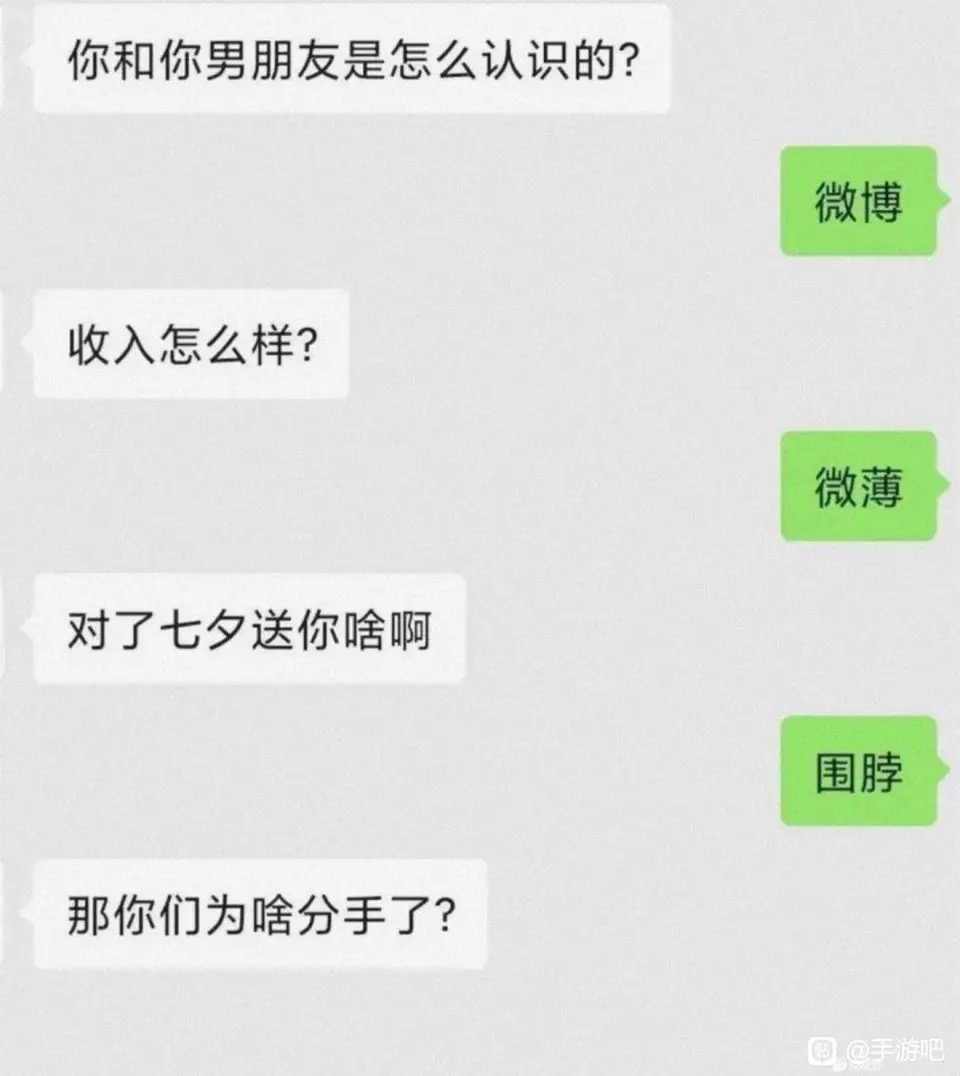 你和你男朋友是怎么认识的?
微博
收入怎么样?
微薄
对了七夕送你啥啊
围脖
那你们为啥分手了?
贴 @手游吧